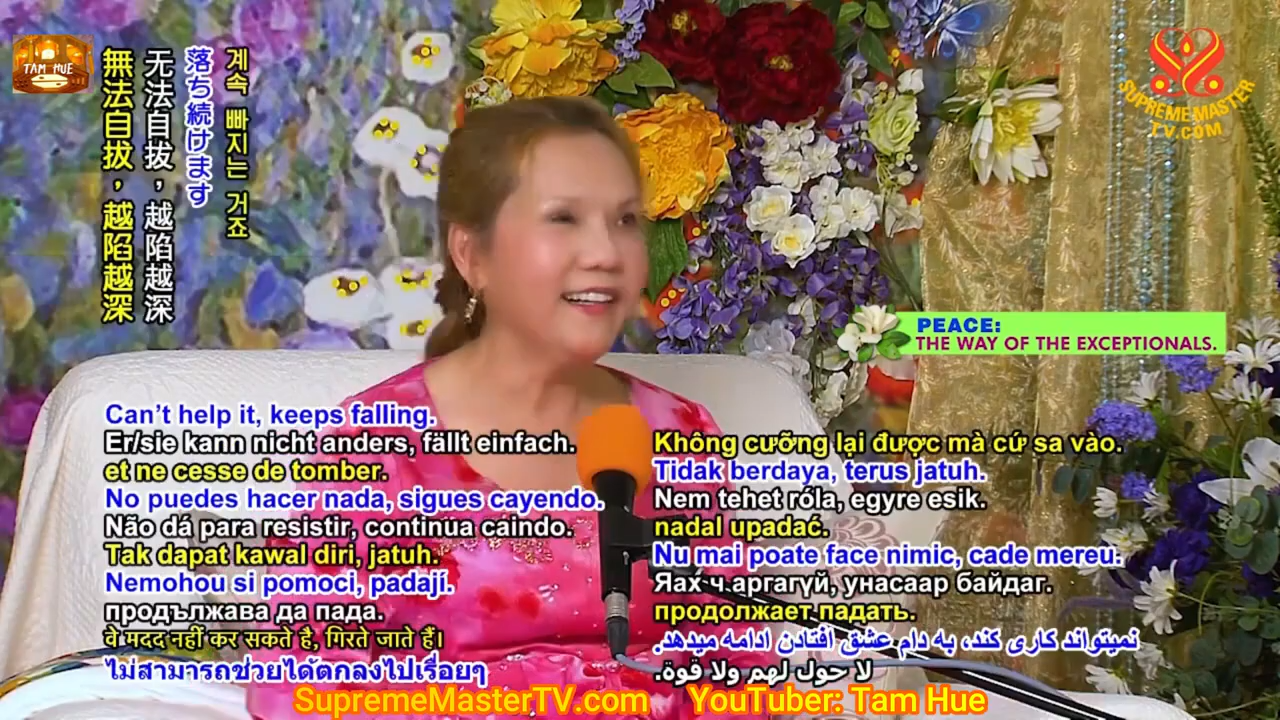 TAM HUE
계속 빠지는 거죠
落ち続けます
无法自拔，越陷越深
無法自拔，越陷越深
SUPREME MASTER
TV.COM
PEACE:
THE WAY OF THE EXCEPTIONALS.
Can't help it, keeps falling.
Er/sie kann nicht anders, fällt einfach.
et ne cesse de tomber.
No puedes hacer nada, sigues cayendo.
Não dá para resistir, continua caindo.
Tak dapat kawal diri, jatuh.
Nemohou si pomoci, padají.
продължава да пада.
वे मदद नहीं कर सकते है, गिरते जाते हैं।
ไม่สามารถช่วยได้ตกลงไปเรื่อยๆ
Không cưỡng lại được mà cứ sa vào.
Tidak berdaya, terus jatuh.
Nem tehet róla, egyre esik.
nadal upadać.
Nu mai poate face nimic, cade mereu.
Яах ч аргагүй, унасаар байдаг.
продолжает падать.
نمیتواند کاری کند، به دام عشق افتادن ادامه میدهد.
لا حول لهم ولا قوة.
SupremeMasterTV.com YouTuber: Tam Hue